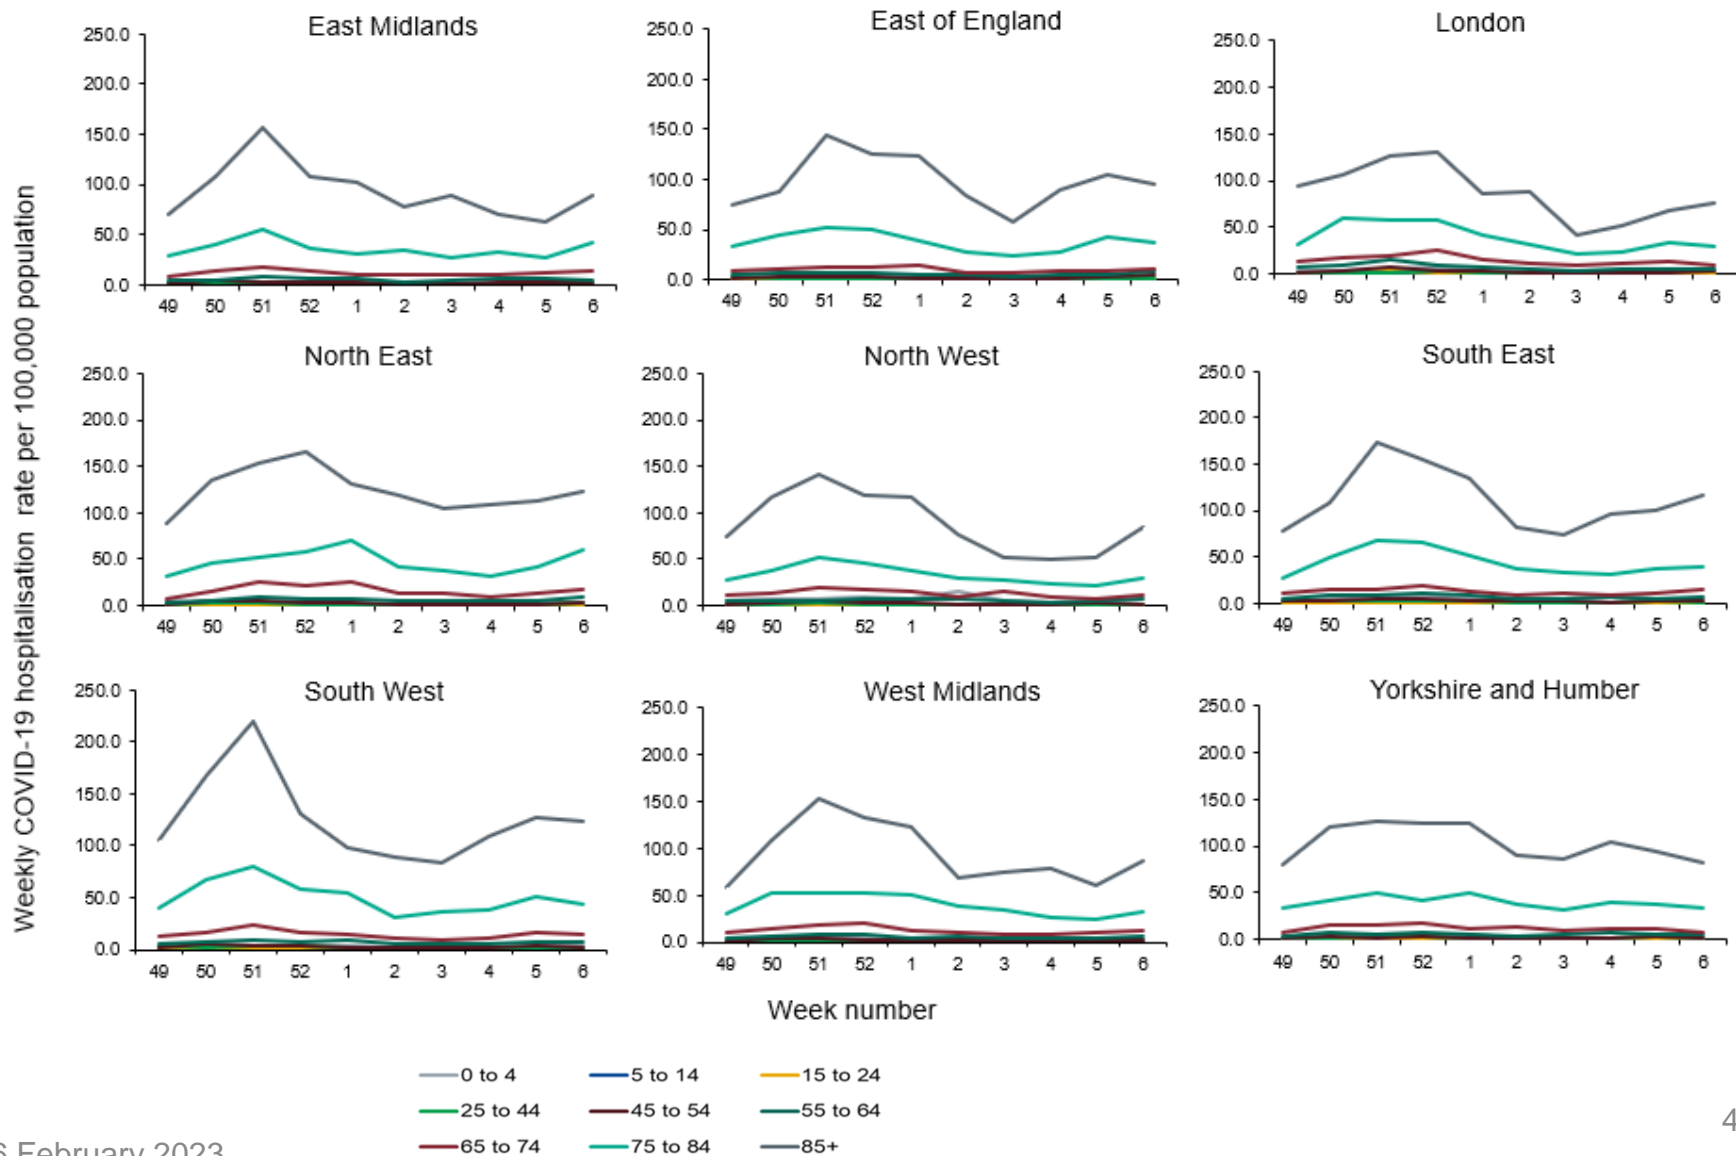 Weekly COVID-19 hospitalisation rate per 100,000 population
East Midlands
250.0
200.0
150.0
100.0
50.0
0.0
49 50 51 52 1 2 3 4 5 6
East of England
250.0
200.0
150.0
100.0
50.0
0.0
49 50 51 52 1 2 3 4 5 6
London
250.0
200.0
150.0
100.0
50.0
0.0
49 50 51 52 1 2 3 4 5 6
North East
250.0
200.0
150.0
100.0
50.0
0.0
49 50 51 52 1 2 3 4 5 6
North West
250.0
200.0
150.0
100.0
50.0
0.0
49 50 51 52 1 2 3 4 5 6
South East
250.0
200.0
150.0
100.0
50.0
0.0
49 50 51 52 1 2 3 4 5 6
South West
250.0
200.0
150.0
100.0
50.0
0.0
49 50 51 52 1 2 3 4 5 6
West Midlands
250.0
200.0
150.0
100.0
50.0
0.0
49 50 51 52 1 2 3 4 5 6
Yorkshire and Humber
250.0
200.0
150.0
100.0
50.0
0.0
49 50 51 52 1 2 3 4 5 6
Week number
0 to 4 5 to 14 15 to 24
25 to 44 45 to 54 55 to 64
65 to 74 75 to 84 85+
6 February 2023
4